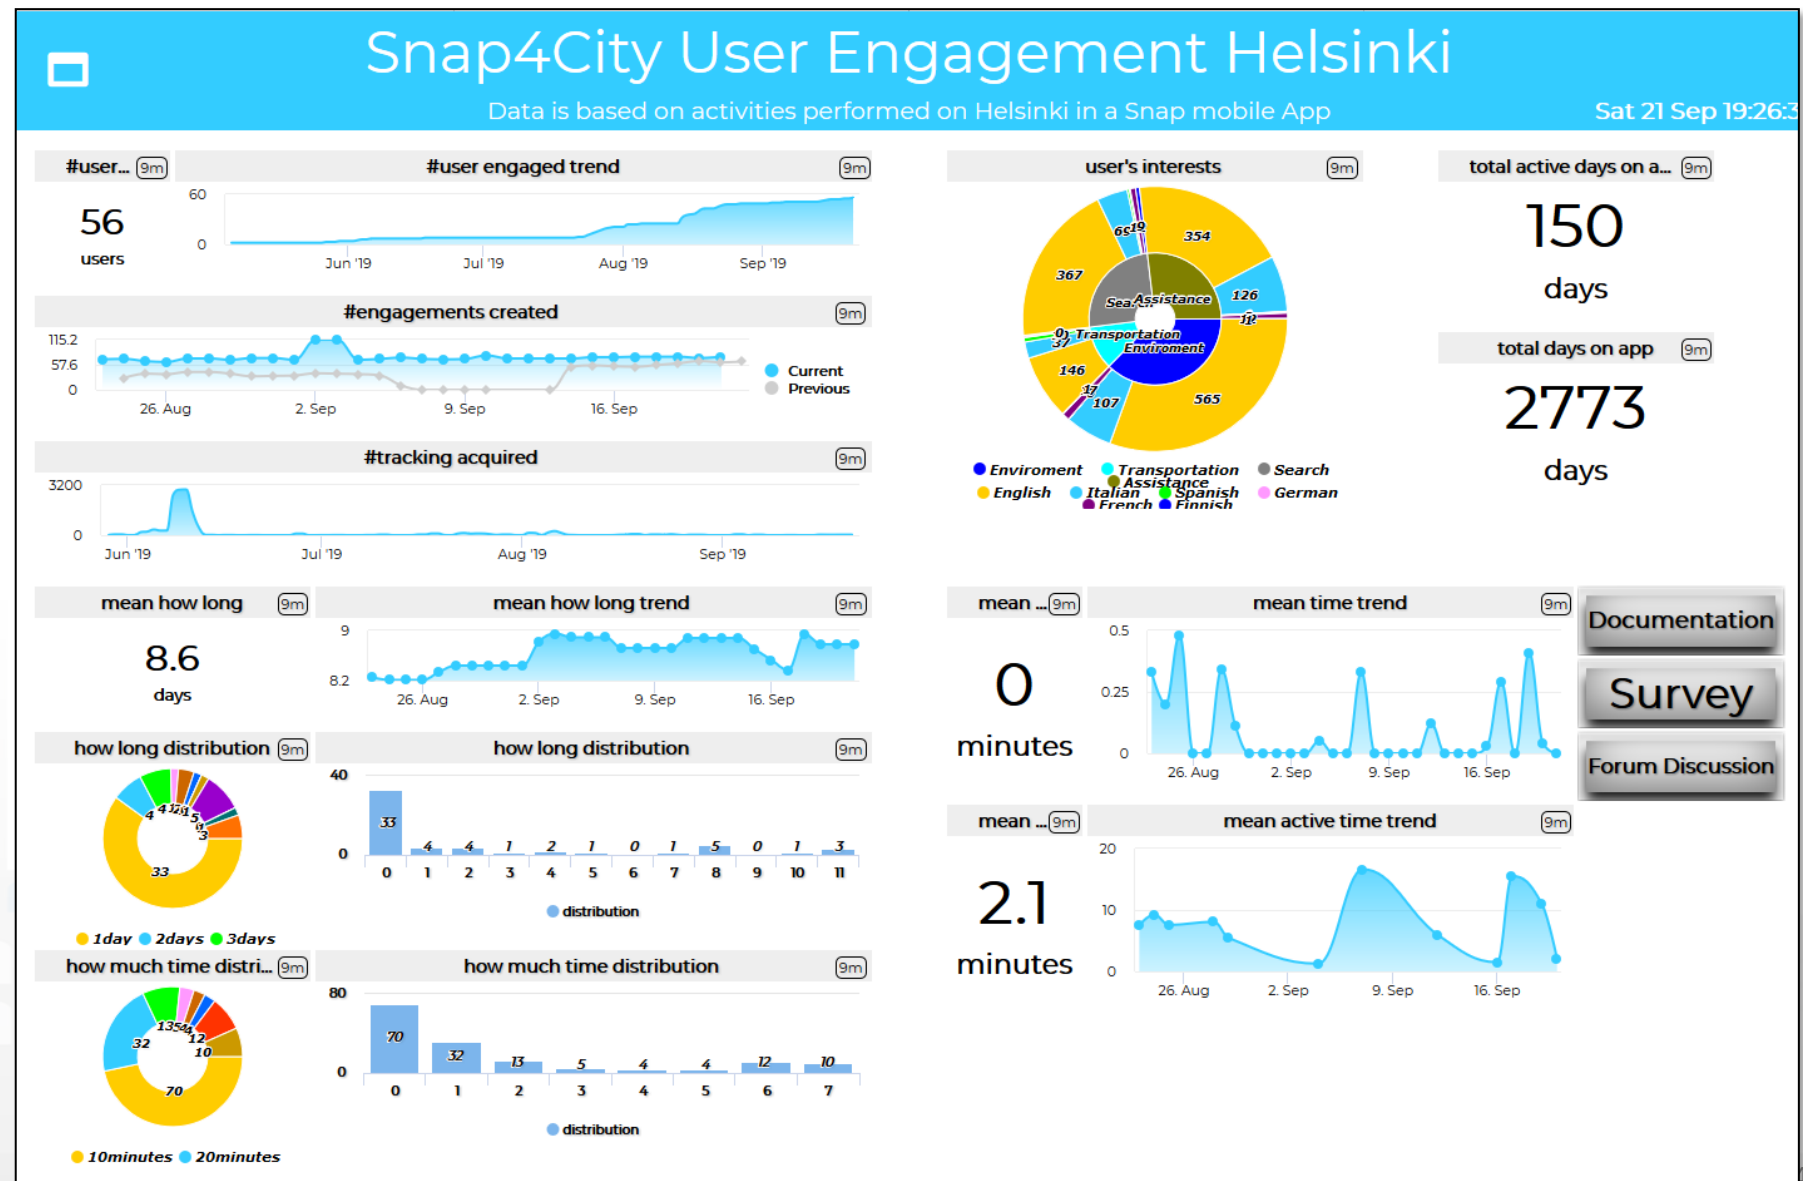 Snap4City User Engagement Helsinki
Data is based on activities performed on Helsinki in a Snap mobile App
Sat 21 Sep 19:26:3
#user... 9m
56
users
#user engaged trend 9m
60
0
Jun '19 Jul '19 Aug '19 Sep '19
#engagements created 9m
115.2
57.6
0
26. Aug 2. Sep 9. Sep 16. Sep
Current
Previous
#tracking acquired 9m
3200
0
Jun '19 Jul '19 Aug '19 Sep '19
mean how long 9m
8.6
days
mean how long trend 9m
9
8.2
26. Aug 2. Sep 9. Sep 16. Sep
how long distribution 9m
4 4 5 3
33
1day 2days 3days
how long distribution 9m
40
0
33 4 4 1 2 1 0 1 5 0 1 3
0 1 2 3 4 5 6 7 8 9 10 11
distribution
how much time distri... 9m
13 5 4 12
32 10
70
10minutes 20minutes
how much time distribution 9m
80
0
70 32 13 5 4 4 12 10
0 1 2 3 4 5 6 7
distribution
user's interests 9m
19 354
367 126
Assistance
0 Transportation
37 Enviroment
146
107 565
Enviroment Transportation Search
Assistance
English Italian Spanish German
French Finnish
total active days on a... 9m
150
days
total days on app 9m
2773
days
mean ... 9m
0
minutes
mean time trend 9m
0.5
0.25
0
26. Aug 2. Sep 9. Sep 16. Sep
Documentation
Survey
Forum Discussion
mean ... 9m
2.1
minutes
mean active time trend 9m
20
10
0
26. Aug 2. Sep 9. Sep 16. Sep